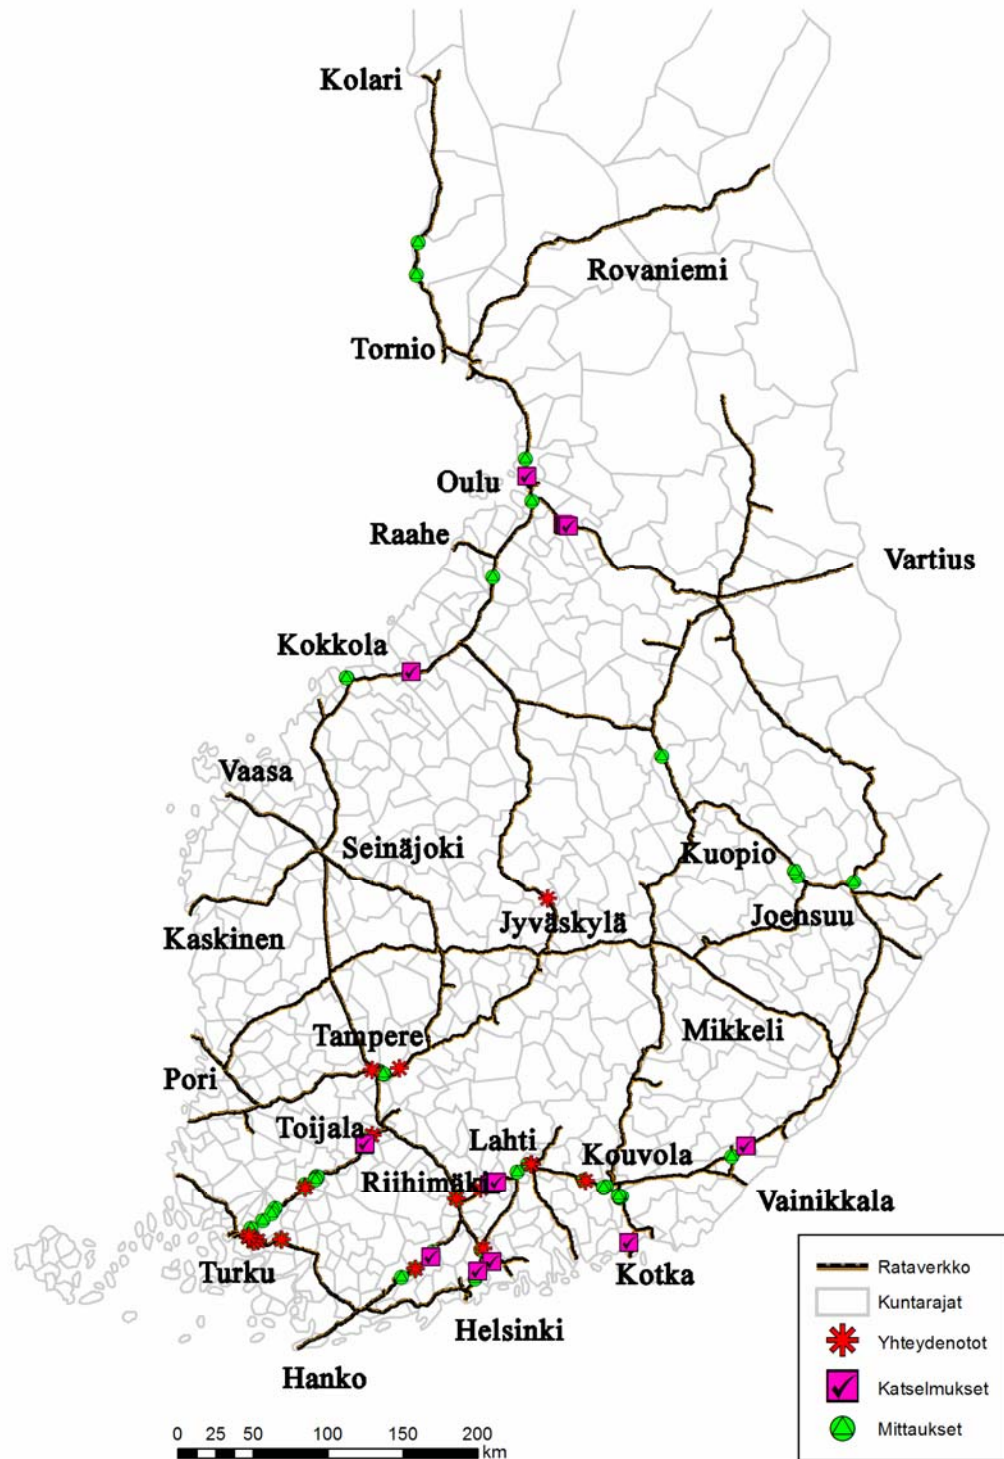 Kolari
Rovaniemi
Tornio
Oulu
Raahe
Vartius
Kokkola
Vaasa
Seinäjoki
Kuopio
Jyväskylä
Joensuu
Kaskinen
Tampere
Mikkeli
Pori
Toijala
Lahti
Kouvola
Riihimäki
Vainikkala
Turku
Kotka
Helsinki
Hanko
Rataverkko
Kuntarajat
Yhteydenotot
Katselmukset
Mittaukset
0 25 50 100 150 200
km